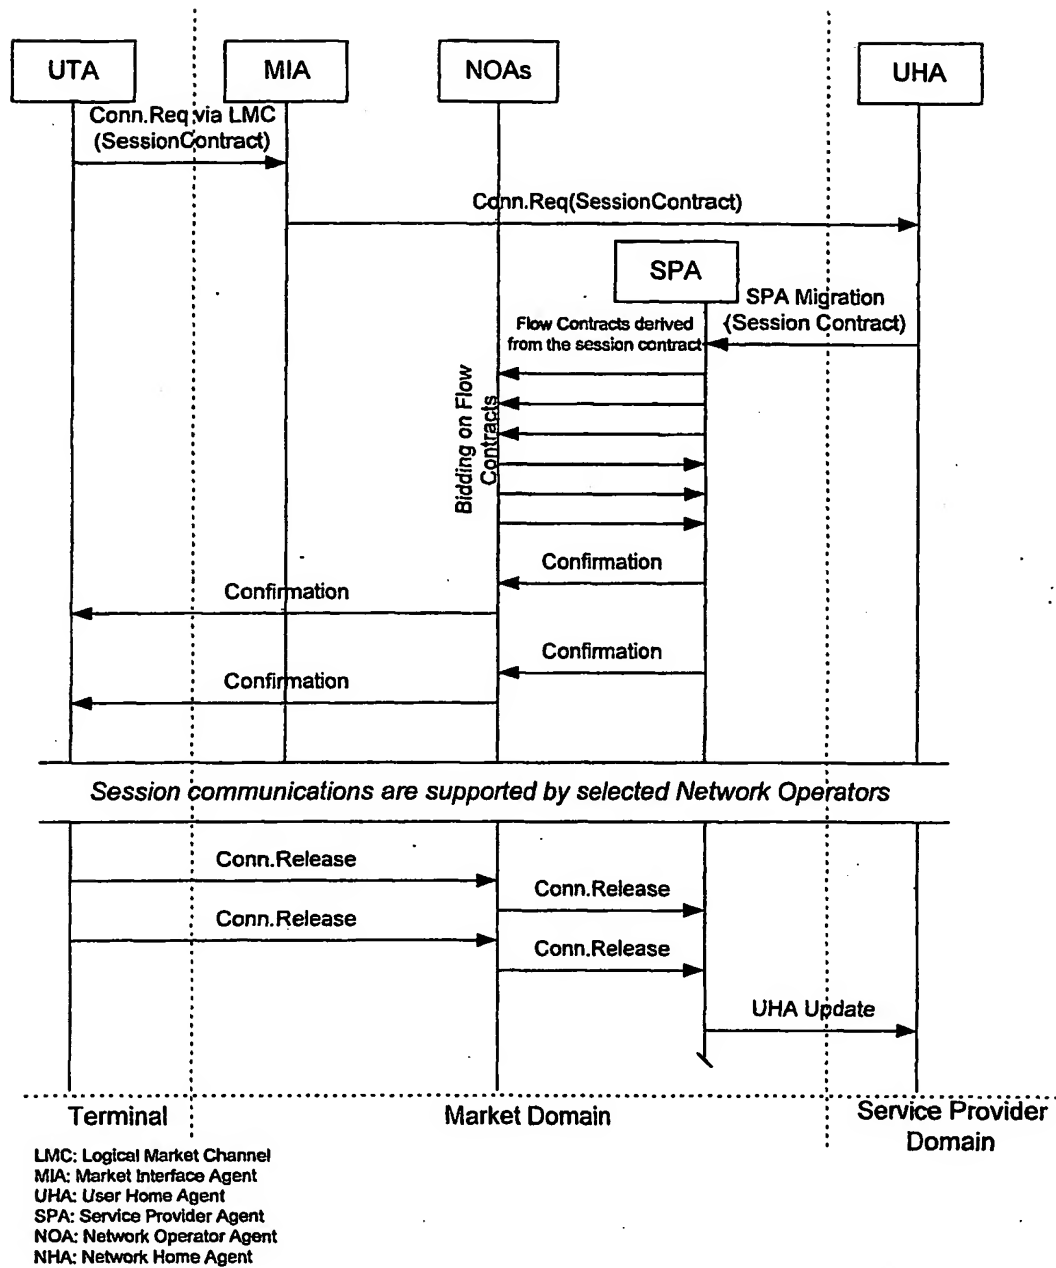 UTA
MIA
NOAs
UHA
Conn.Req via LMC
(SessionContract)
Conn.Req(SessionContract)
SPA
SPA Migration
(Session Contract)
Flow Contracts derived
from the session contract
Bidding on Flow
Contracts
Confirmation
Confirmation
Confirmation
Confirmation
Session communications are supported by selected Network Operators
Conn.Release
Conn.Release
Conn.Release
Conn.Release
UHA Update
Terminal
Market Domain
Service Provider
Domain
LMC: Logical Market Channel
MIA: Market Interface Agent
UHA: User Home Agent
SPA: Service Provider Agent
NOA: Network Operator Agent
NHA: Network Home Agent